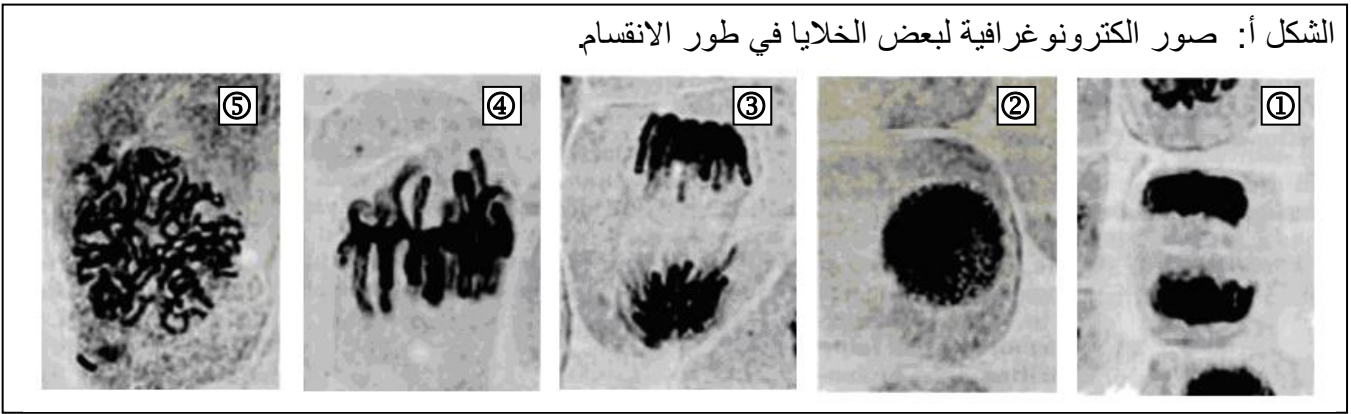 الشكل أ: صور الكترونوغرافية لبعض الخلايا في طور الانقسام.
① ② ③ ④ ⑤